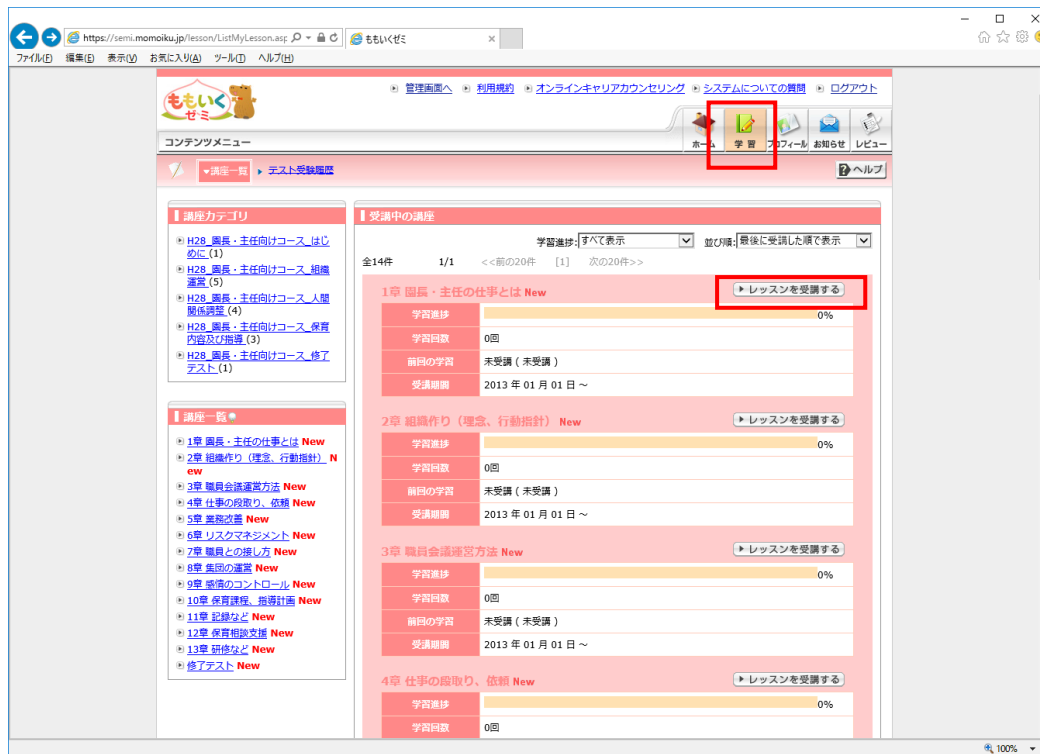 https://semi.momoiku.jp/lesson/ListMyLesson.asp
ももいくゼミ
ファイル(F) 編集(E) 表示(V) お気に入り(A) ツール(T) ヘルプ(H)
ももいく
ゼミ
管理画面へ 利用規約 オンラインキャリアカウンセリング システムについての質問 ログアウト
コンテンツメニュー
ホーム 学習 プロフィール お知らせ レビュー
▼講座一覧 テスト受験履歴
ヘルプ
講座カテゴリ
H28_園長・主任向けコース_はじ
めに (1)
H28_園長・主任向けコース_組織
運営 (5)
H28_園長・主任向けコース_人間
関係調整 (4)
H28_園長・主任向けコース_保育
内容及び指導 (3)
H28_園長・主任向けコース_修了
テスト (1)
講座一覧
1章 園長・主任の仕事とは New
2章 組織作り（理念、行動指針） N
ew
3章 職員会議運営方法 New
4章 仕事の段取り、依頼 New
5章 業務改善 New
6章 リスクマネジメント New
7章 職員との接し方 New
8章 集団の運営 New
9章 感情のコントロール New
10章 保育課程、指導計画 New
11章 記録など New
12章 保育相談支援 New
13章 研修など New
修了テスト New
受講中の講座
学習進捗: すべて表示 並び順: 最後に受講した順で表示
全14件 1/1 <<前の20件 [1] 次の20件>>
1章 園長・主任の仕事とは New レッスンを受講する
学習進捗 0%
学習回数 0回
前回の学習 未受講 ( 未受講 )
受講期間 2013 年 01 月 01 日 ～
2章 組織作り（理念、行動指針） New レッスンを受講する
学習進捗 0%
学習回数 0回
前回の学習 未受講 ( 未受講 )
受講期間 2013 年 01 月 01 日 ～
3章 職員会議運営方法 New レッスンを受講する
学習進捗 0%
学習回数 0回
前回の学習 未受講 ( 未受講 )
受講期間 2013 年 01 月 01 日 ～
4章 仕事の段取り、依頼 New レッスンを受講する
学習進捗 0%
学習回数 0回
100%